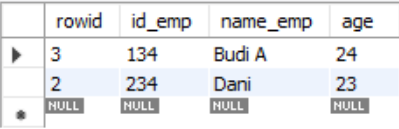 rowid id_emp name_emp age
3 134 Budi A 24
2 234 Dani 23
NULL NULL NULL NULL